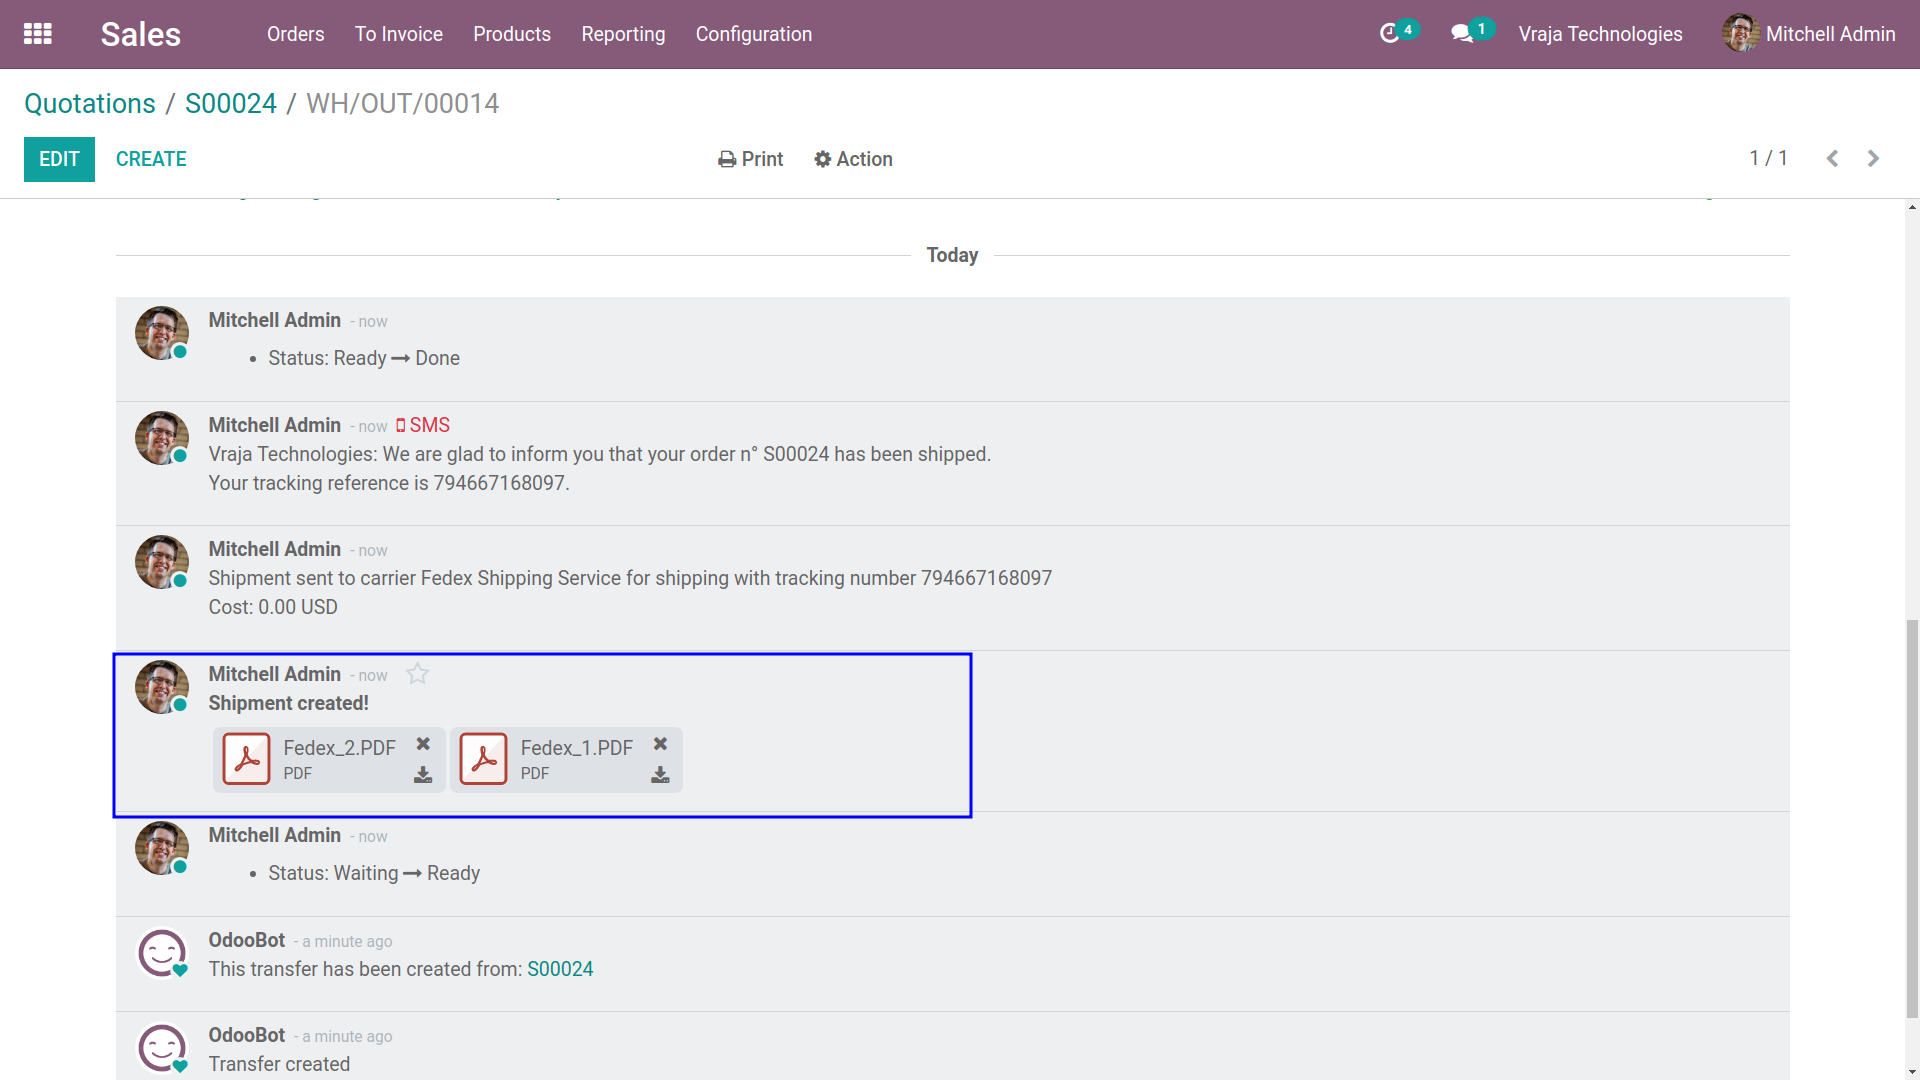 Sales Orders To Invoice Products Reporting Configuration 4 1 Vraja Technologies Mitchell Admin
Quotations / S00024 / WH/OUT/00014
EDIT CREATE Print Action 1 / 1
Today
Mitchell Admin - now
• Status: Ready → Done
Mitchell Admin - now SMS
Vraja Technologies: We are glad to inform you that your order n° S00024 has been shipped.
Your tracking reference is 794667168097.
Mitchell Admin - now
Shipment sent to carrier Fedex Shipping Service for shipping with tracking number 794667168097
Cost: 0.00 USD
Mitchell Admin - now
Shipment created!
Fedex_2.PDF Fedex_1.PDF
PDF PDF
Mitchell Admin - now
• Status: Waiting → Ready
OdooBot - a minute ago
This transfer has been created from: S00024
OdooBot - a minute ago
Transfer created